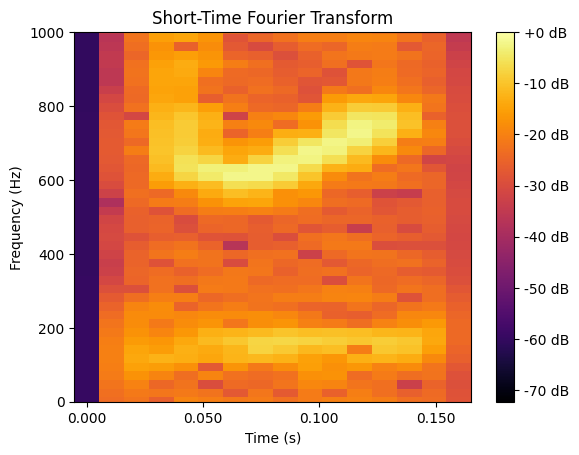 Short-Time Fourier Transform
1000
800
600
400
200
0
Frequency (Hz)
0.000
0.050
0.100
0.150
Time (s)
+0 dB
-10 dB
-20 dB
-30 dB
-40 dB
-50 dB
-60 dB
-70 dB